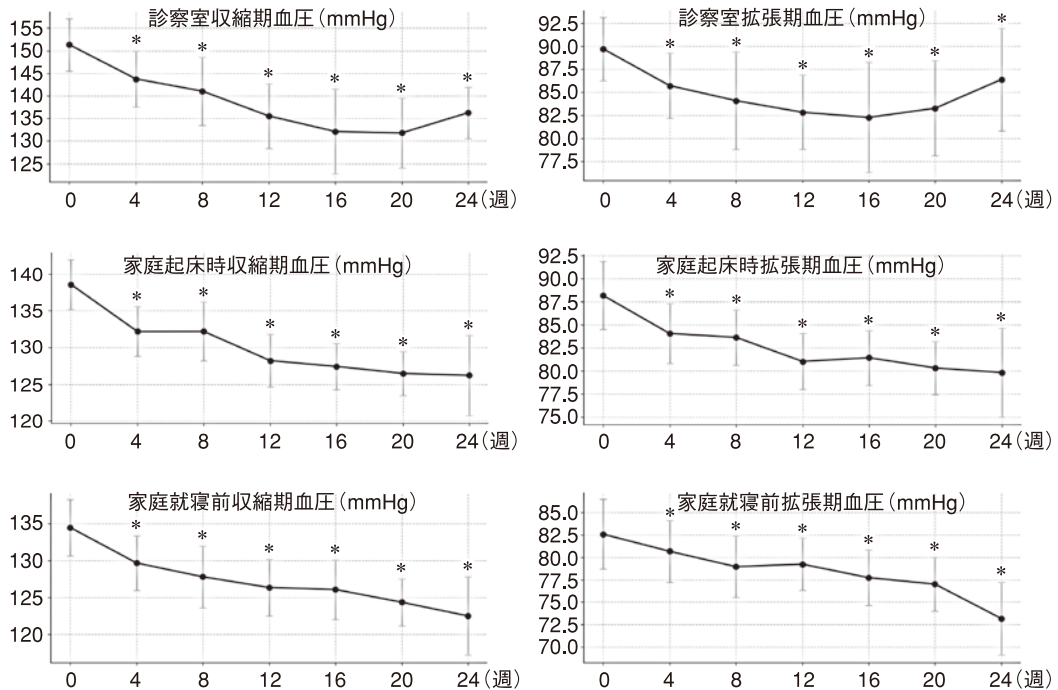 診察室収縮期血圧(mmHg)
155
150
145
140
135
130
125
* * * * * *
0 4 8 12 16 20 24(週)
診察室拡張期血圧(mmHg)
92.5
90.0
87.5
85.0
82.5
80.0
77.5
* * * * * *
0 4 8 12 16 20 24(週)
家庭起床時収縮期血圧(mmHg)
140
135
130
125
120
* * * * * *
0 4 8 12 16 20 24(週)
家庭起床時拡張期血圧(mmHg)
92.5
90.0
87.5
85.0
82.5
80.0
77.5
75.0
* * * * * *
0 4 8 12 16 20 24(週)
家庭就寝前収縮期血圧(mmHg)
135
130
125
120
* * * * * *
0 4 8 12 16 20 24(週)
家庭就寝前拡張期血圧(mmHg)
85.0
82.5
80.0
77.5
75.0
72.5
70.0
* * * * * *
0 4 8 12 16 20 24(週)